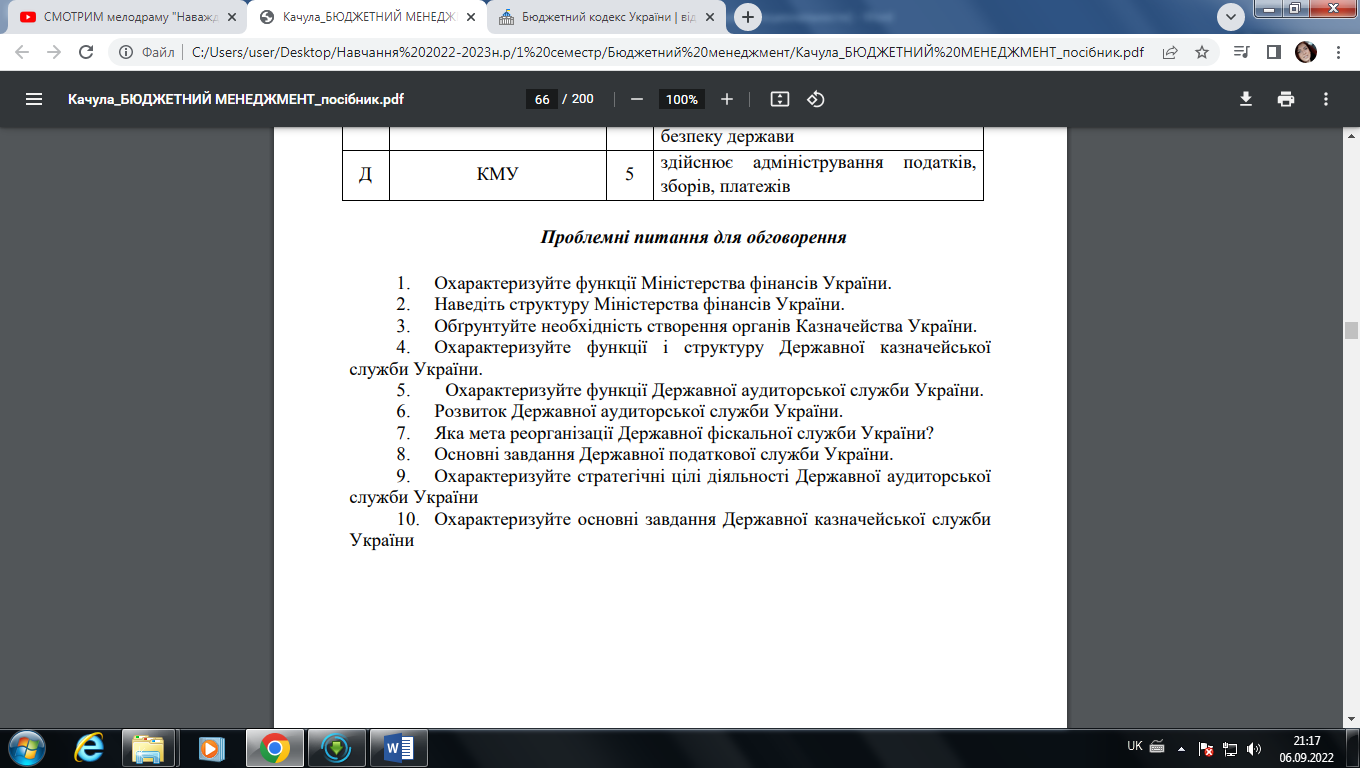 СМОТРИМ мелодраму "Наважд
Качула_БЮДЖЕТНИЙ МЕНЕДЖ
Бюджетний кодекс України | від
Файл | C:/Users/user/Desktop/Навчання%202022-2023н.р/1%20семестр/Бюджетний%20менеджмент/Качула_БЮДЖЕТНИЙ%20МЕНЕДЖМЕНТ_посібник.pdf
Качула_БЮДЖЕТНИЙ МЕНЕДЖМЕНТ_посібник.pdf
66 / 200
100%
безпеку держави
Д КМУ 5 здійснює адміністрування податків,
зборів, платежів
Проблемні питання для обговорення
1. Охарактеризуйте функції Міністерства фінансів України.
2. Наведіть структуру Міністерства фінансів України.
3. Обґрунтуйте необхідність створення органів Казначейства України.
4. Охарактеризуйте функції і структуру Державної казначейської
служби України.
5. Охарактеризуйте функції Державної аудиторської служби України.
6. Розвиток Державної аудиторської служби України.
7. Яка мета реорганізації Державної фіскальної служби України?
8. Основні завдання Державної податкової служби України.
9. Охарактеризуйте стратегічні цілі діяльності Державної аудиторської
служби України
10. Охарактеризуйте основні завдання Державної казначейської служби
України
UK
21:17
06.09.2022